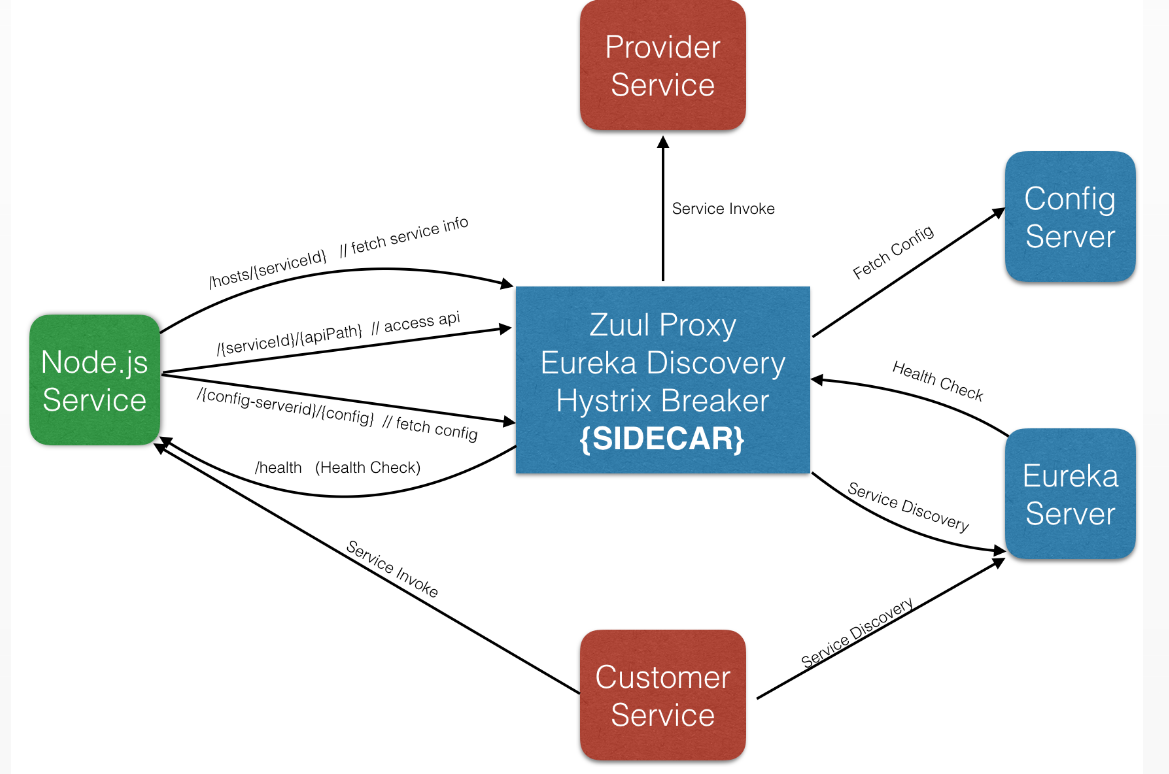 Provider
Service
Service Invoke
Config
Server
Fetch Config
/hosts/{serviceId}   // fetch service info
/{serviceId}/{apiPath}  // access api
/{config-serverid}/{config}  // fetch config
/health   (Health Check)
Node.js
Service
Zuul Proxy
Eureka Discovery
Hystrix Breaker
{SIDECAR}
Health Check
Eureka
Server
Service Discovery
Service Invoke
Service Discovery
Customer
Service